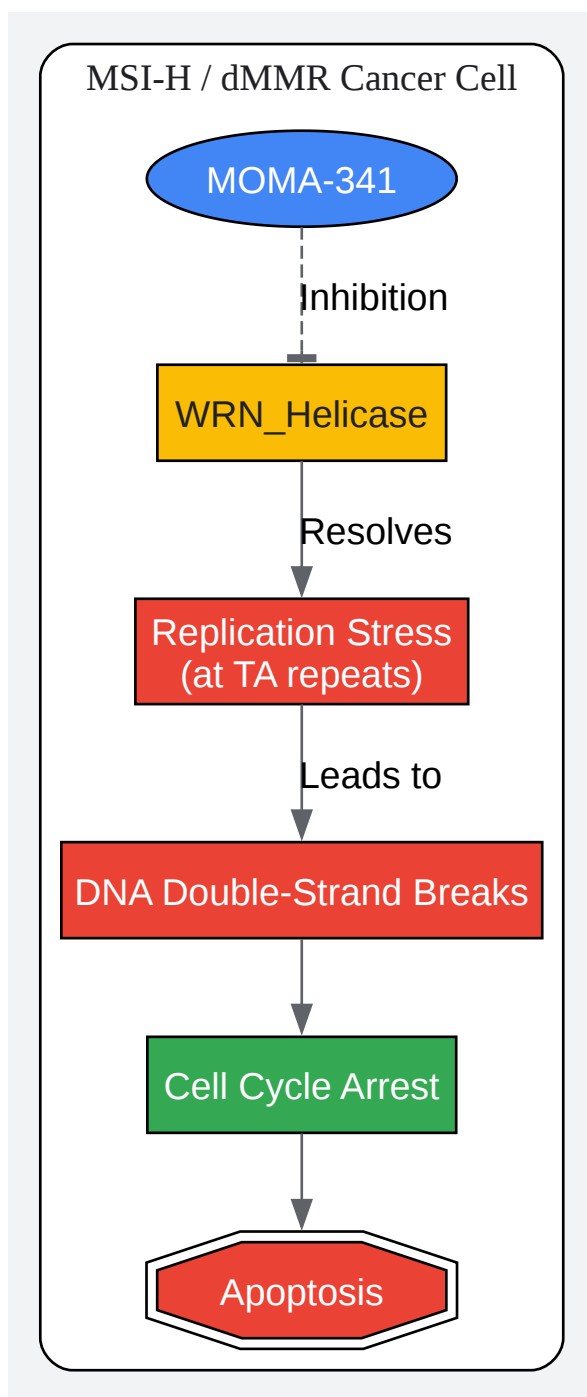 MSI-H / dMMR Cancer Cell
MOMA-341
Inhibition
WRN_Helicase
Resolves
Replication Stress
(at TA repeats)
Leads to
DNA Double-Strand Breaks
Cell Cycle Arrest
Apoptosis